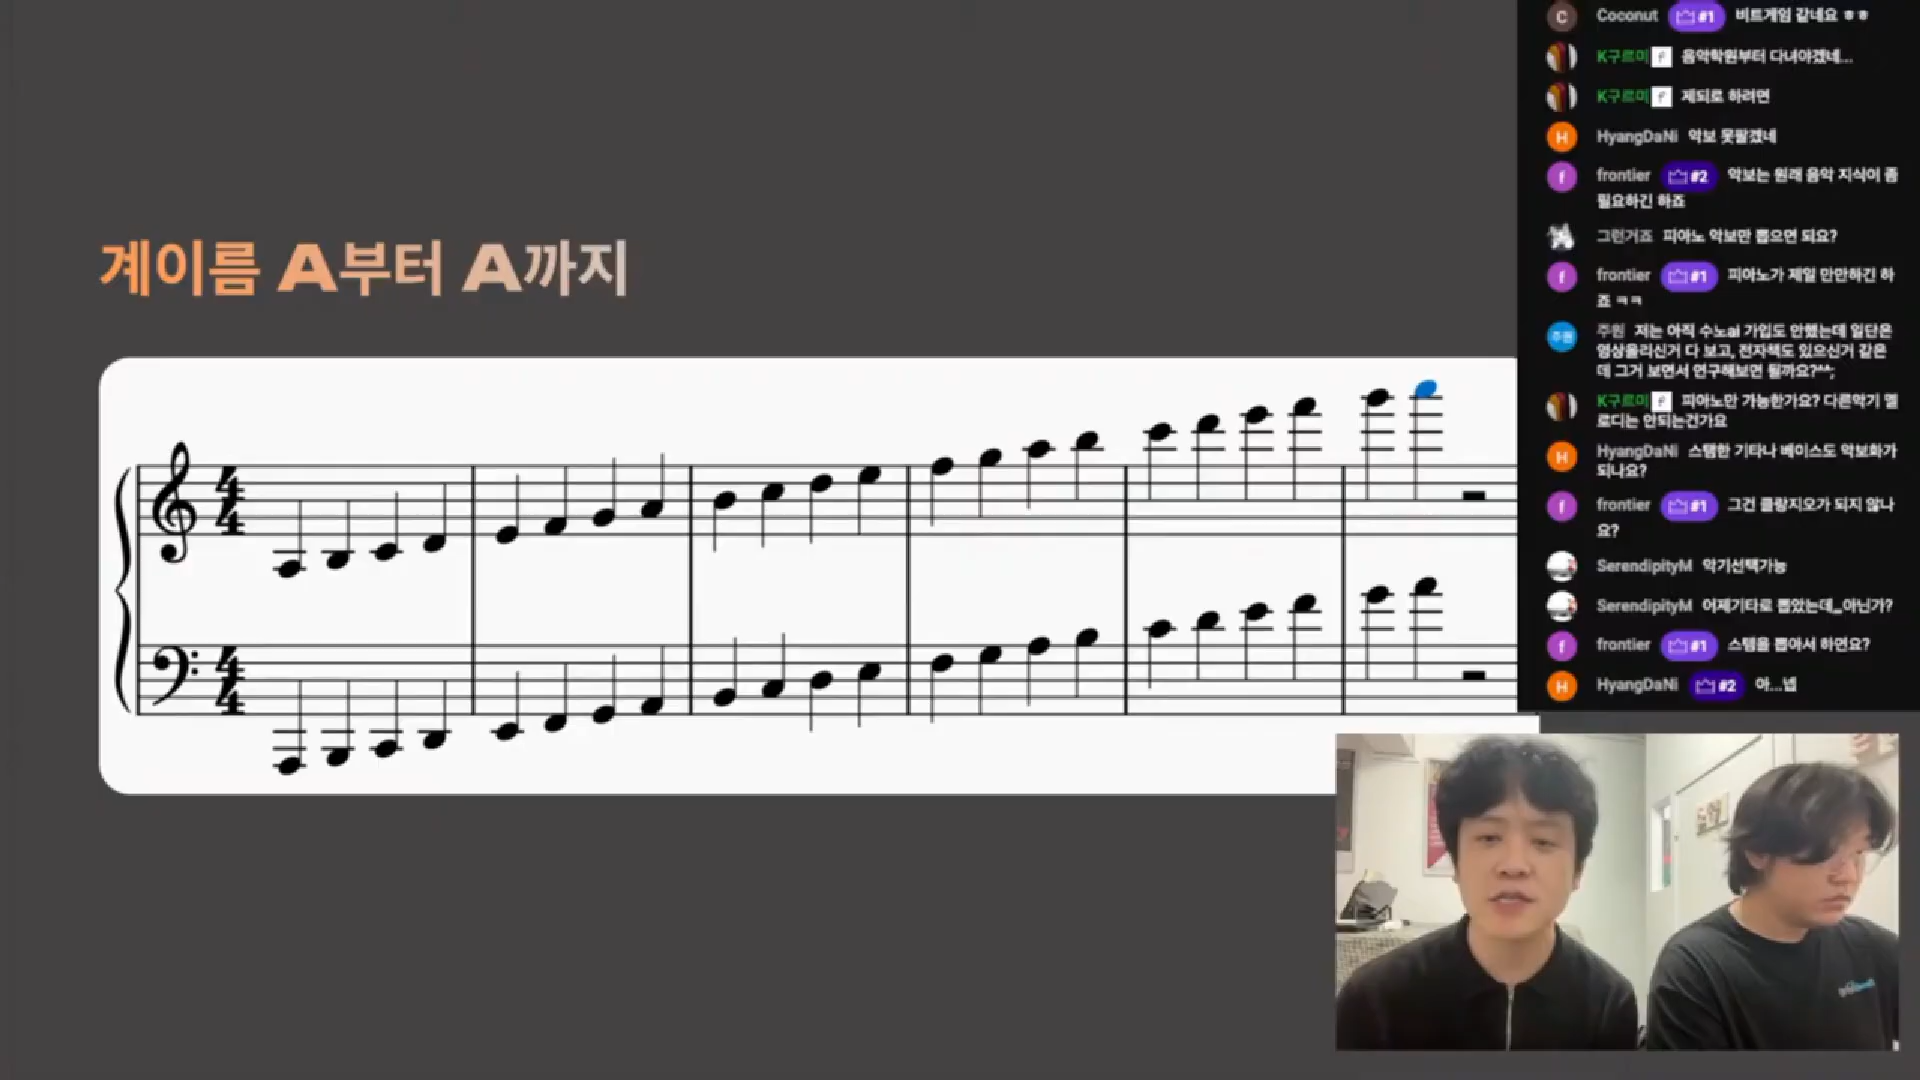 계이름 A부터 A까지
Coconut #1 비트게임 같네요 ㅎㅎ
K구르미 음악학원부터 다녀야겠네...
K구르미 제되로 하려면
HyangDaNi 악보 못팔겠네
frontier #2 악보는 원래 음악 지식이 좀
필요하긴 하죠
그런거죠 피아노 악보만 뽑으면 되요?
frontier #1 피아노가 제일 만만하긴 하
죠 ㅋㅋ
주원 저는 아직 수노ai 가입도 안했는데 일단은
영상올리신거 다 보고, 전자책도 있으신거 같은
데 그거 보면서 연구해보면 될까요?^^;
K구르미 피아노만 가능한가요? 다른악기 멜
로디는 안되는건가요
HyangDaNi 스템한 기타나 베이스도 악보화가
되나요?
frontier #1 그건 클랑지오가 되지 않나
요?
SerendipityM 악기선택가능
SerendipityM 어제기타로 뽑았는데_아닌가?
frontier #1 스템을 뽑아서 하면요?
HyangDaNi #2 아...넵